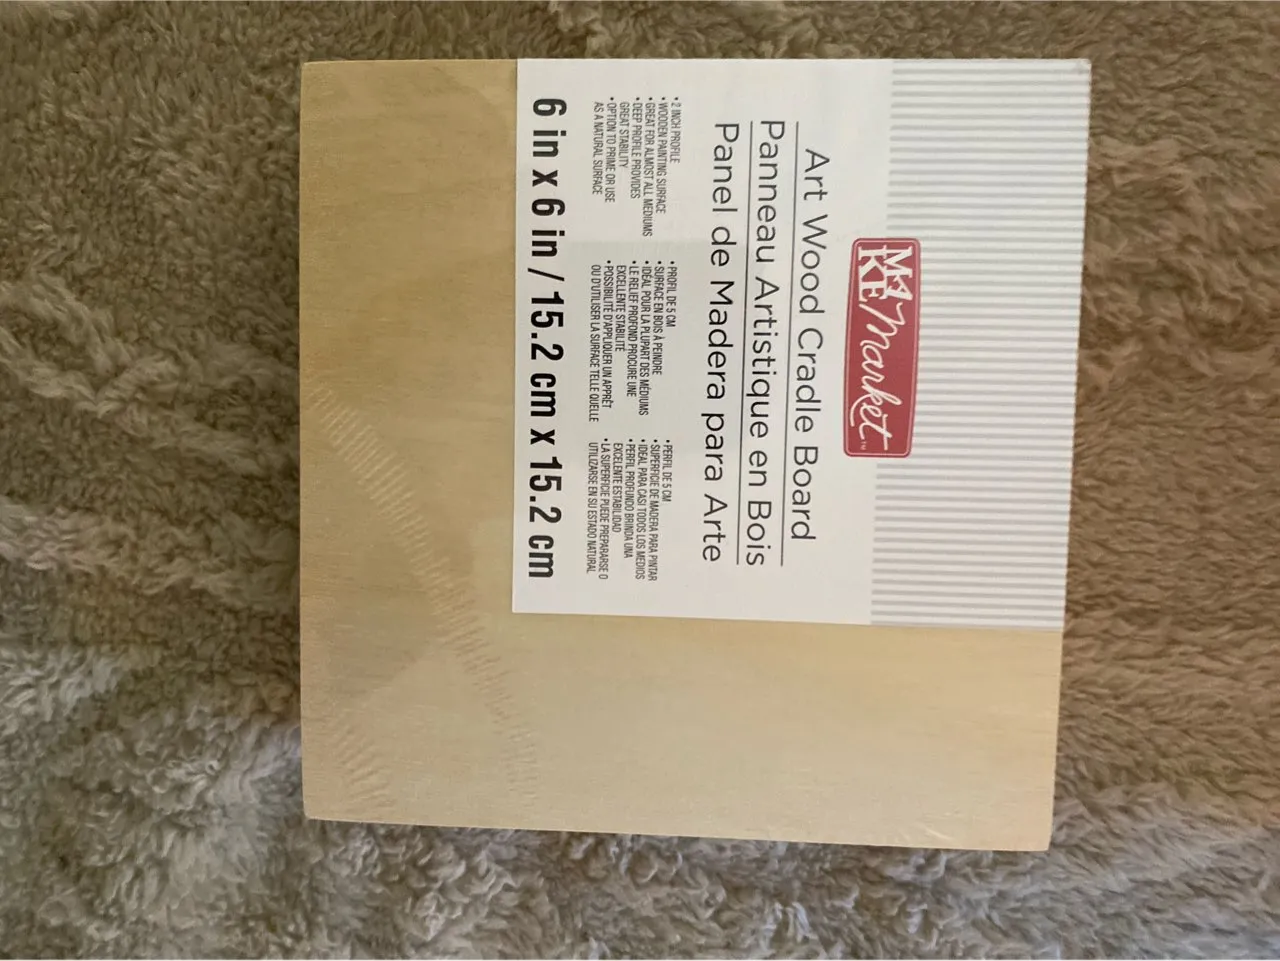 MAKE Market™
Art Wood Cradle Board
Panneau Artistique en Bois
Panel de Madera para Arte
• 2 INCH PROFILE
• WOODEN PAINTING SURFACE
• GREAT FOR ALMOST ALL MEDIUMS
• DEEP PROFILE PROVIDES
GREAT STABILITY
• OPTION TO PRIME OR USE
AS A NATURAL SURFACE
• PROFIL DE 5 CM
• SURFACE EN BOIS À PEINDRE
• IDÉAL POUR LA PLUPART DES MÉDIUMS
• LE RELIEF PROFOND PROCURE UNE
EXCELLENTE STABILITÉ
• POSSIBILITÉ D'APPLIQUER UN APPRÊT
OU D'UTILISER LA SURFACE TELLE QUELLE
• PERFIL DE 5 CM
• SUPERFICIE DE MADERA PARA PINTAR
• IDEAL PARA CASI TODOS LOS MEDIOS
• PERFIL PROFUNDO BRINDA UNA
EXCELENTE ESTABILIDAD
• LA SUPERFICIE PUEDE PREPARARSE O
UTILIZARSE EN SU ESTADO NATURAL
6 in x 6 in / 15.2 cm x 15.2 cm